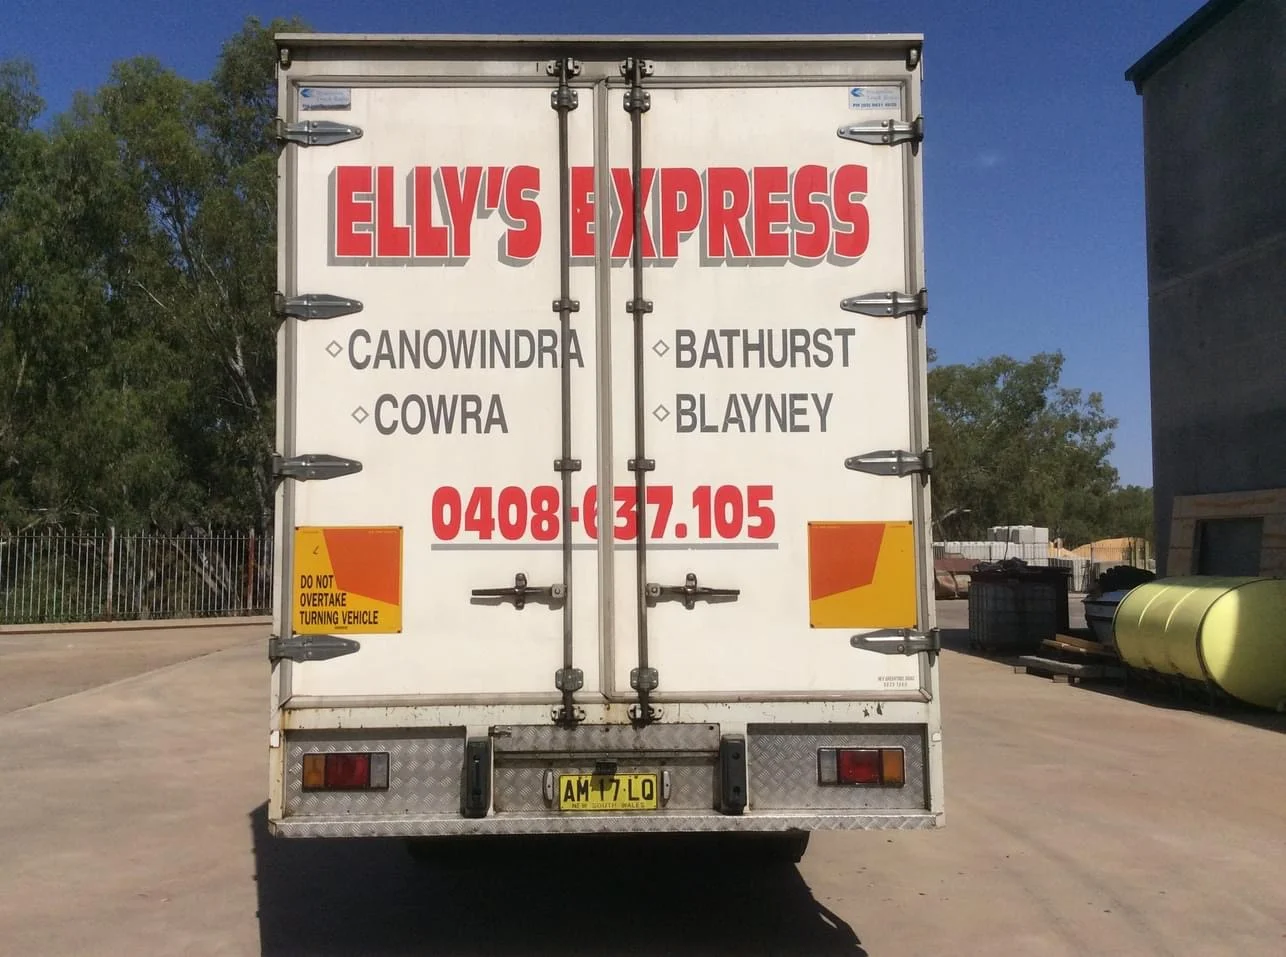 ELLY'S EXPRESS
◇ CANOWINDRA ◇ BATHURST
◇ COWRA ◇ BLAYNEY
0408-637.105
DO NOT
OVERTAKE
TURNING VEHICLE
AM 17 LQ
NEW SOUTH WALES